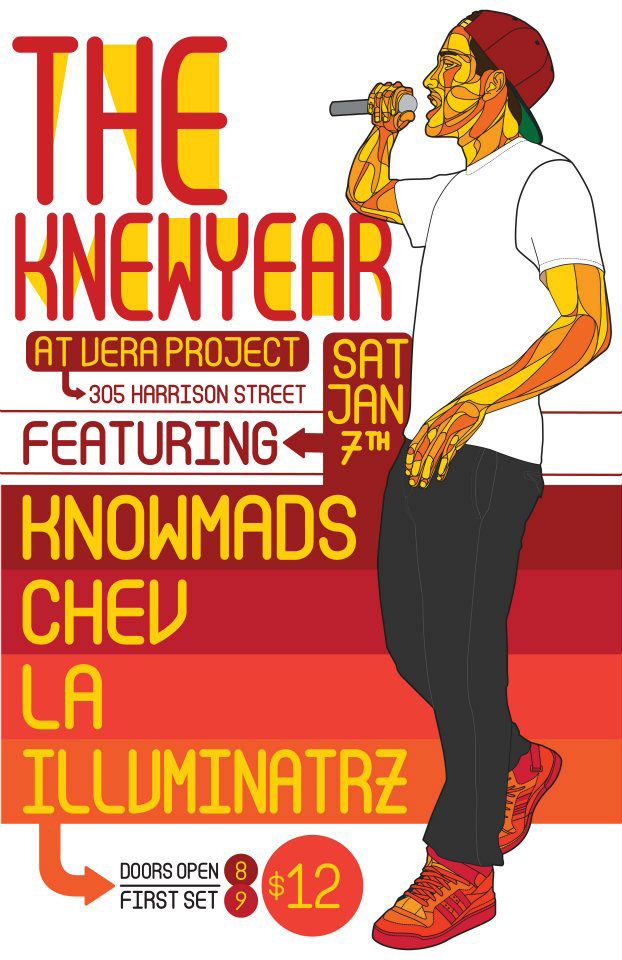 THE
KNEWYEAR
AT VERA PROJECT
305 HARRISON STREET
SAT
JAN
7TH
FEATURING
KNOWMADS
CHEV
LA
ILLUMINATRZ
DOORS OPEN 8
FIRST SET 9
$12